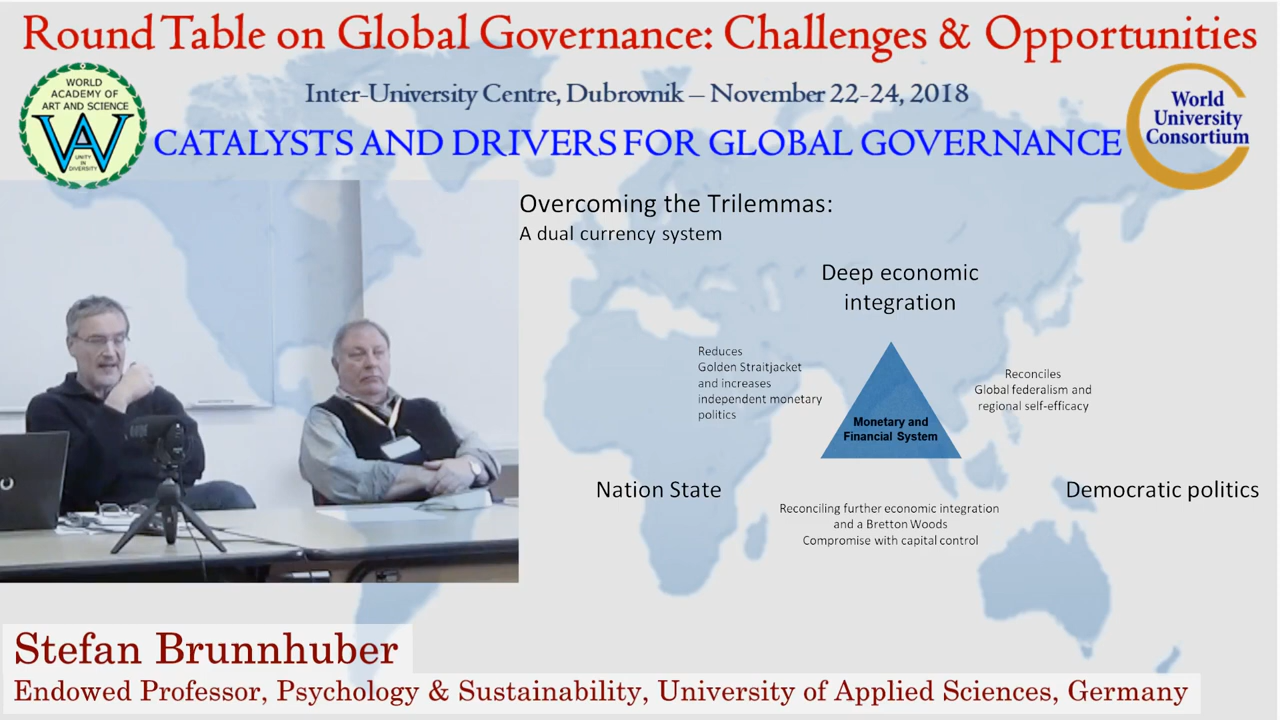 Round Table on Global Governance: Challenges & Opportunities
WORLD
ACADEMY OF
ART AND SCIENCE
WA
UNITY
IN
DIVERSITY
Inter-University Centre, Dubrovnik – November 22-24, 2018
CATALYSTS AND DRIVERS FOR GLOBAL GOVERNANCE
World
University
Consortium
Overcoming the Trilemmas:
A dual currency system
Deep economic
integration
Reduces
Golden Straitjacket
and increases
independent monetary
politics
Reconciles
Global federalism and
regional self-efficacy
Monetary and
Financial System
Nation State
Democratic politics
Reconciling further economic integration
and a Bretton Woods
Compromise with capital control
Stefan Brunnhuber
Endowed Professor, Psychology & Sustainability, University of Applied Sciences, Germany